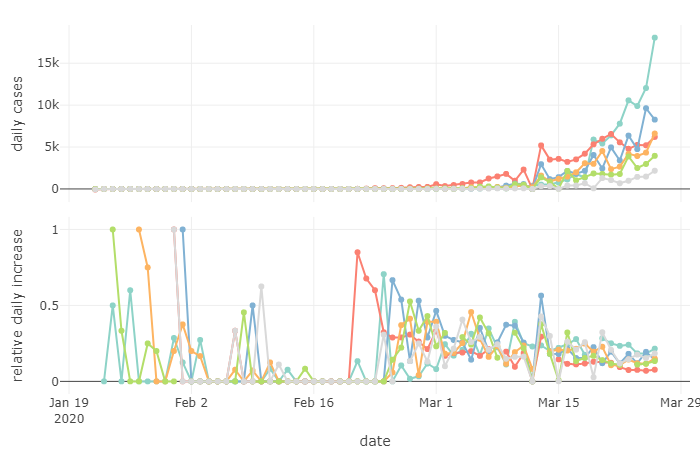 daily cases
15k
10k
5k
0
relative daily increase
1
0.5
0
Jan 19
2020
Feb 2
Feb 16
Mar 1
Mar 15
Mar 29
date